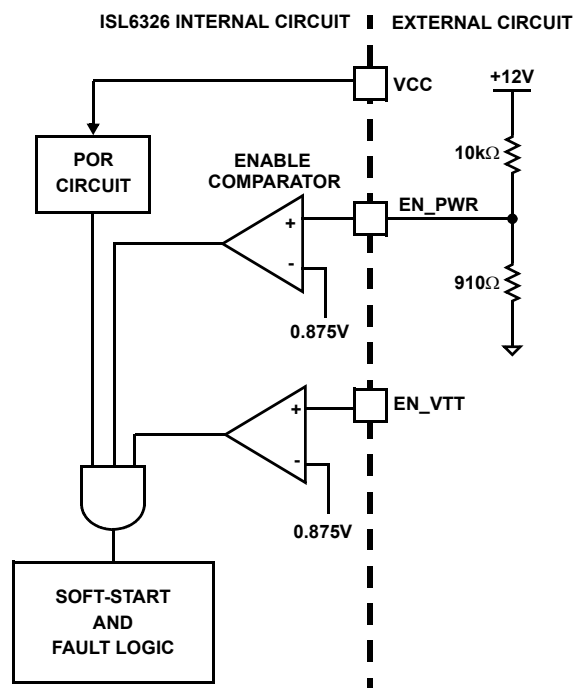 ISL6326 INTERNAL CIRCUIT
EXTERNAL CIRCUIT
VCC
+12V
POR
CIRCUIT
10kΩ
ENABLE
COMPARATOR
+
-
EN_PWR
910Ω
0.875V
+
-
EN_VTT
0.875V
SOFT-START
AND
FAULT LOGIC